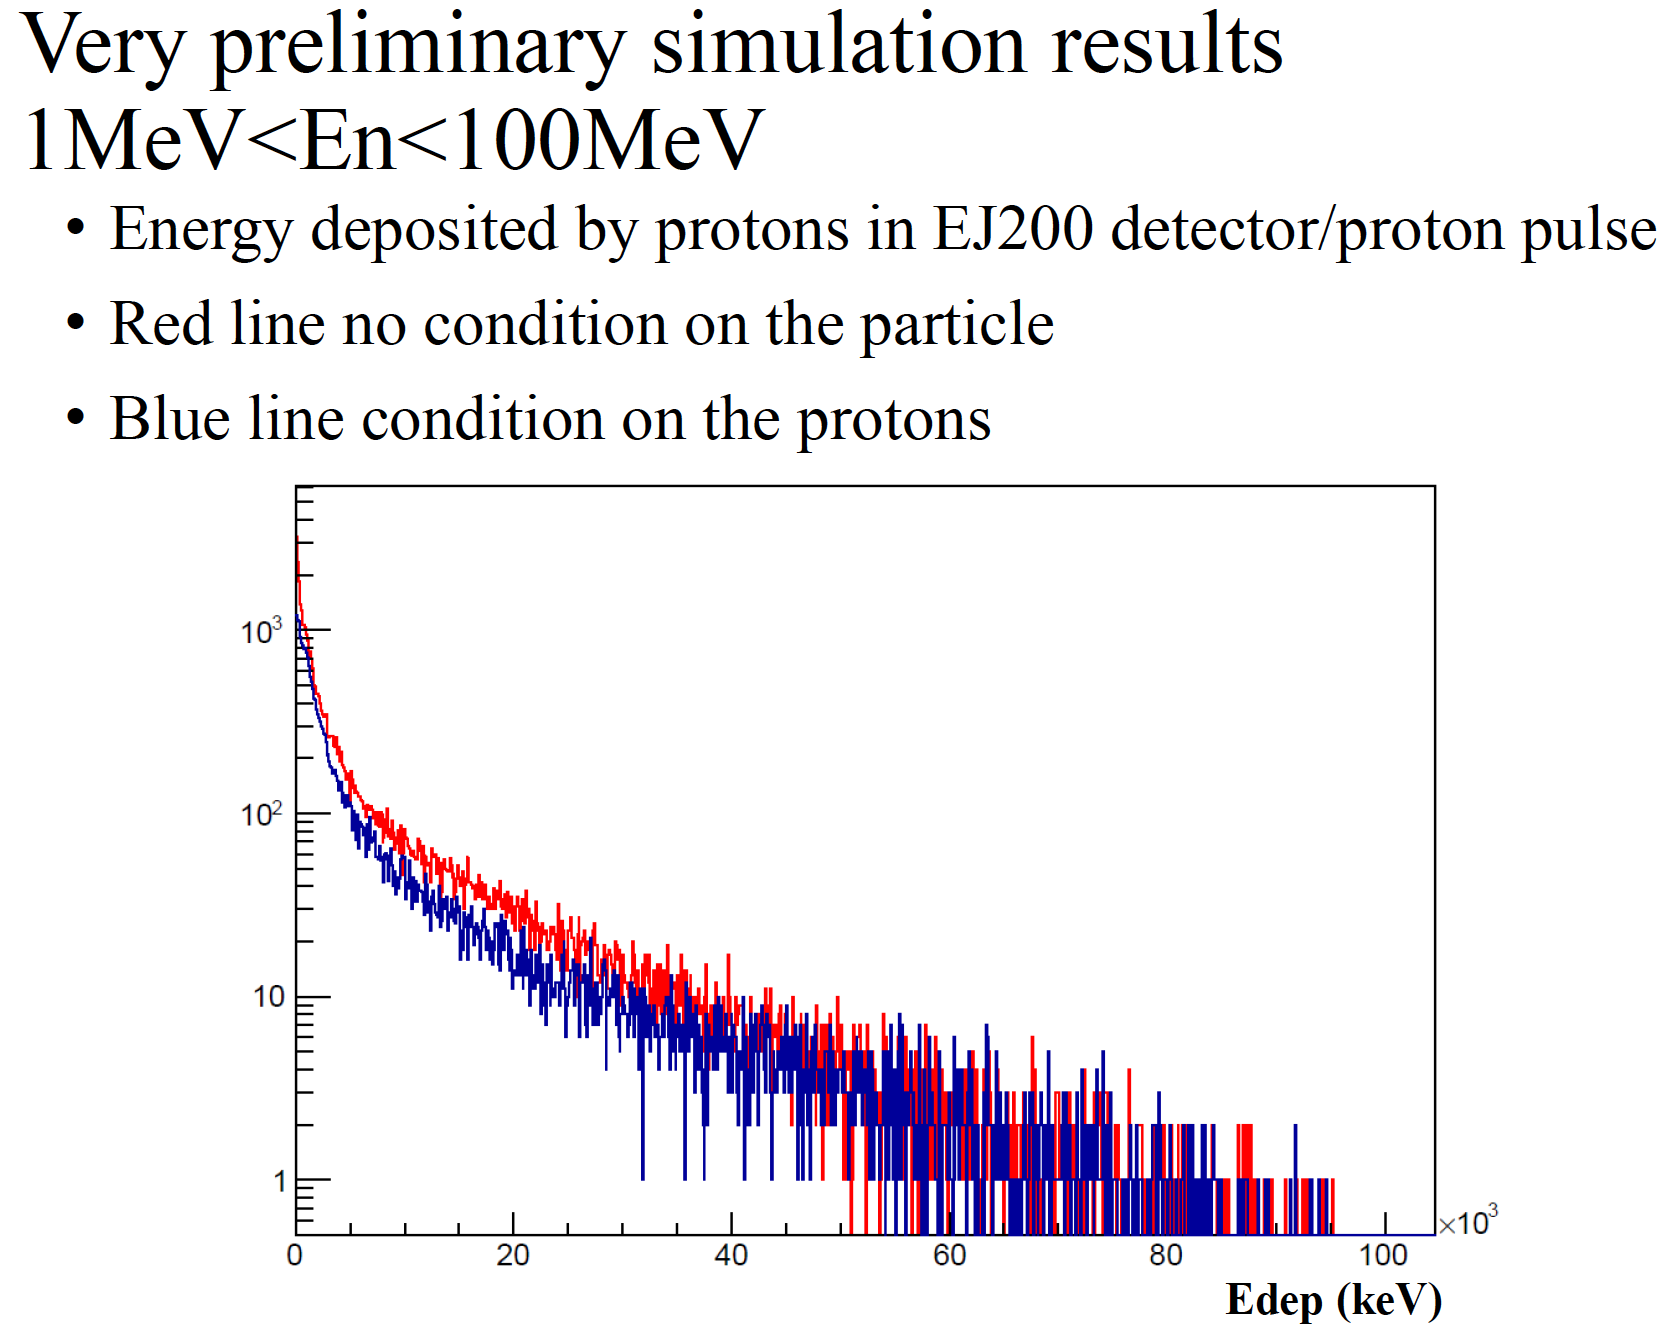 Very preliminary simulation results
1MeV<En<100MeV
• Energy deposited by protons in EJ200 detector/proton pulse
• Red line no condition on the particle
• Blue line condition on the protons
10³
10²
10
1
0 20 40 60 80 100 ×10³
Edep (keV)